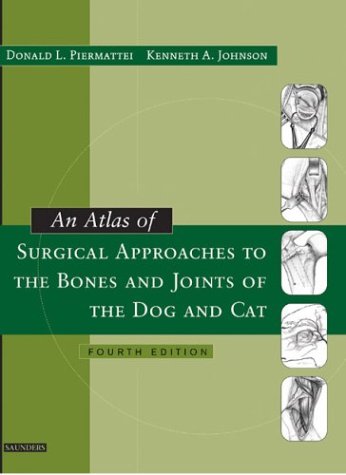 DONALD L. PIERMATTEI KENNETH A. JOHNSON
An Atlas of
SURGICAL APPROACHES TO
THE BONES AND JOINTS OF
THE DOG AND CAT
FOURTH EDITION
SAUNDERS